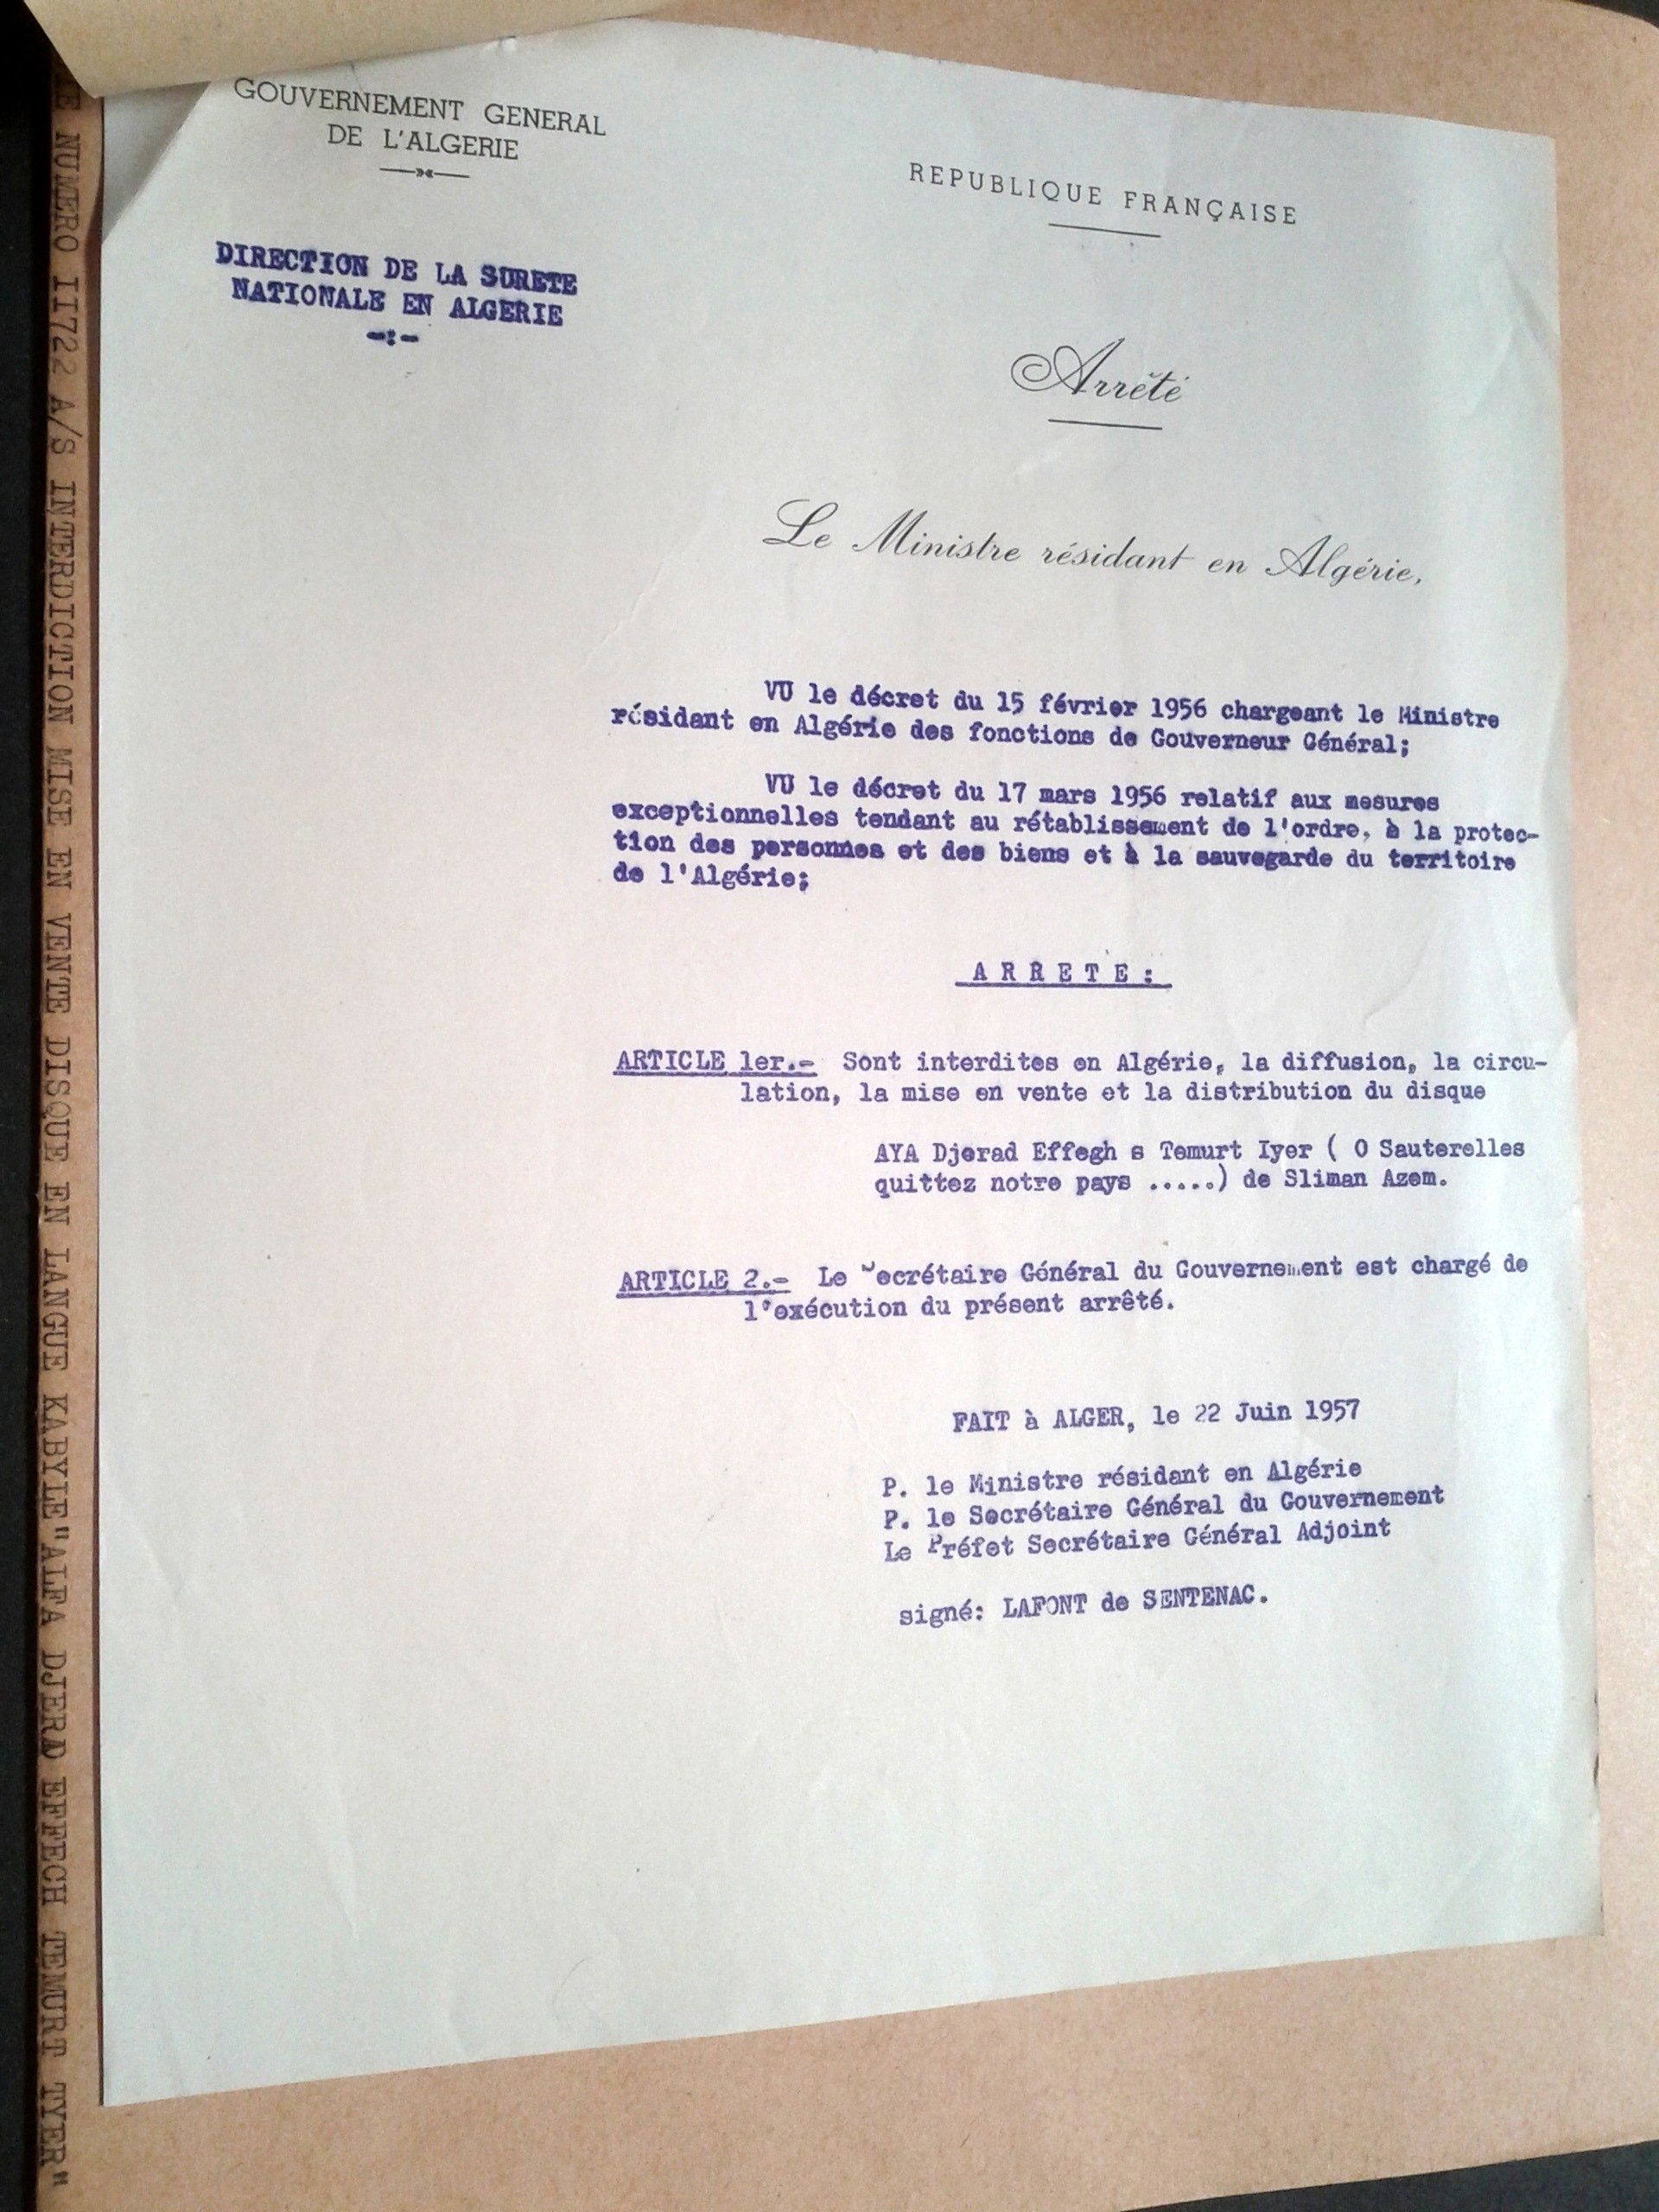 GOUVERNEMENT GENERAL
DE L'ALGERIE
REPUBLIQUE FRANÇAISE
DIRECTION DE LA SURETE
NATIONALE EN ALGERIE
-:-
Arrêté
Le Ministre résidant en Algérie,
VU le décret du 15 février 1956 chargeant le Ministre
résidant en Algérie des fonctions de Gouverneur Général;
VU le décret du 17 mars 1956 relatif aux mesures
exceptionnelles tendant au rétablissement de l'ordre, à la protec-
tion des personnes et des biens et à la sauvegarde du territoire
de l'Algérie;
ARRETE:
ARTICLE 1er.- Sont interdites en Algérie, la diffusion, la circu-
lation, la mise en vente et la distribution du disque
AYA Djerad Effegh s Temurt Iyer ( O Sauterelles
quittez notre pays .....) de Sliman Azem.
ARTICLE 2.- Le Secrétaire Général du Gouvernement est chargé de
l'exécution du présent arrêté.
FAIT à ALGER, le 22 Juin 1957
P. le Ministre résidant en Algérie
P. le Secrétaire Général du Gouvernement
Le Préfet Secrétaire Général Adjoint
signé: LAFONT de SENTENAC.
NUMERO II722 A/S INTERDICTION MISE EN VENTE DISQUE EN LANGUE KABYLE"ALFA DJERAD EFFECH TEMURT TYER"